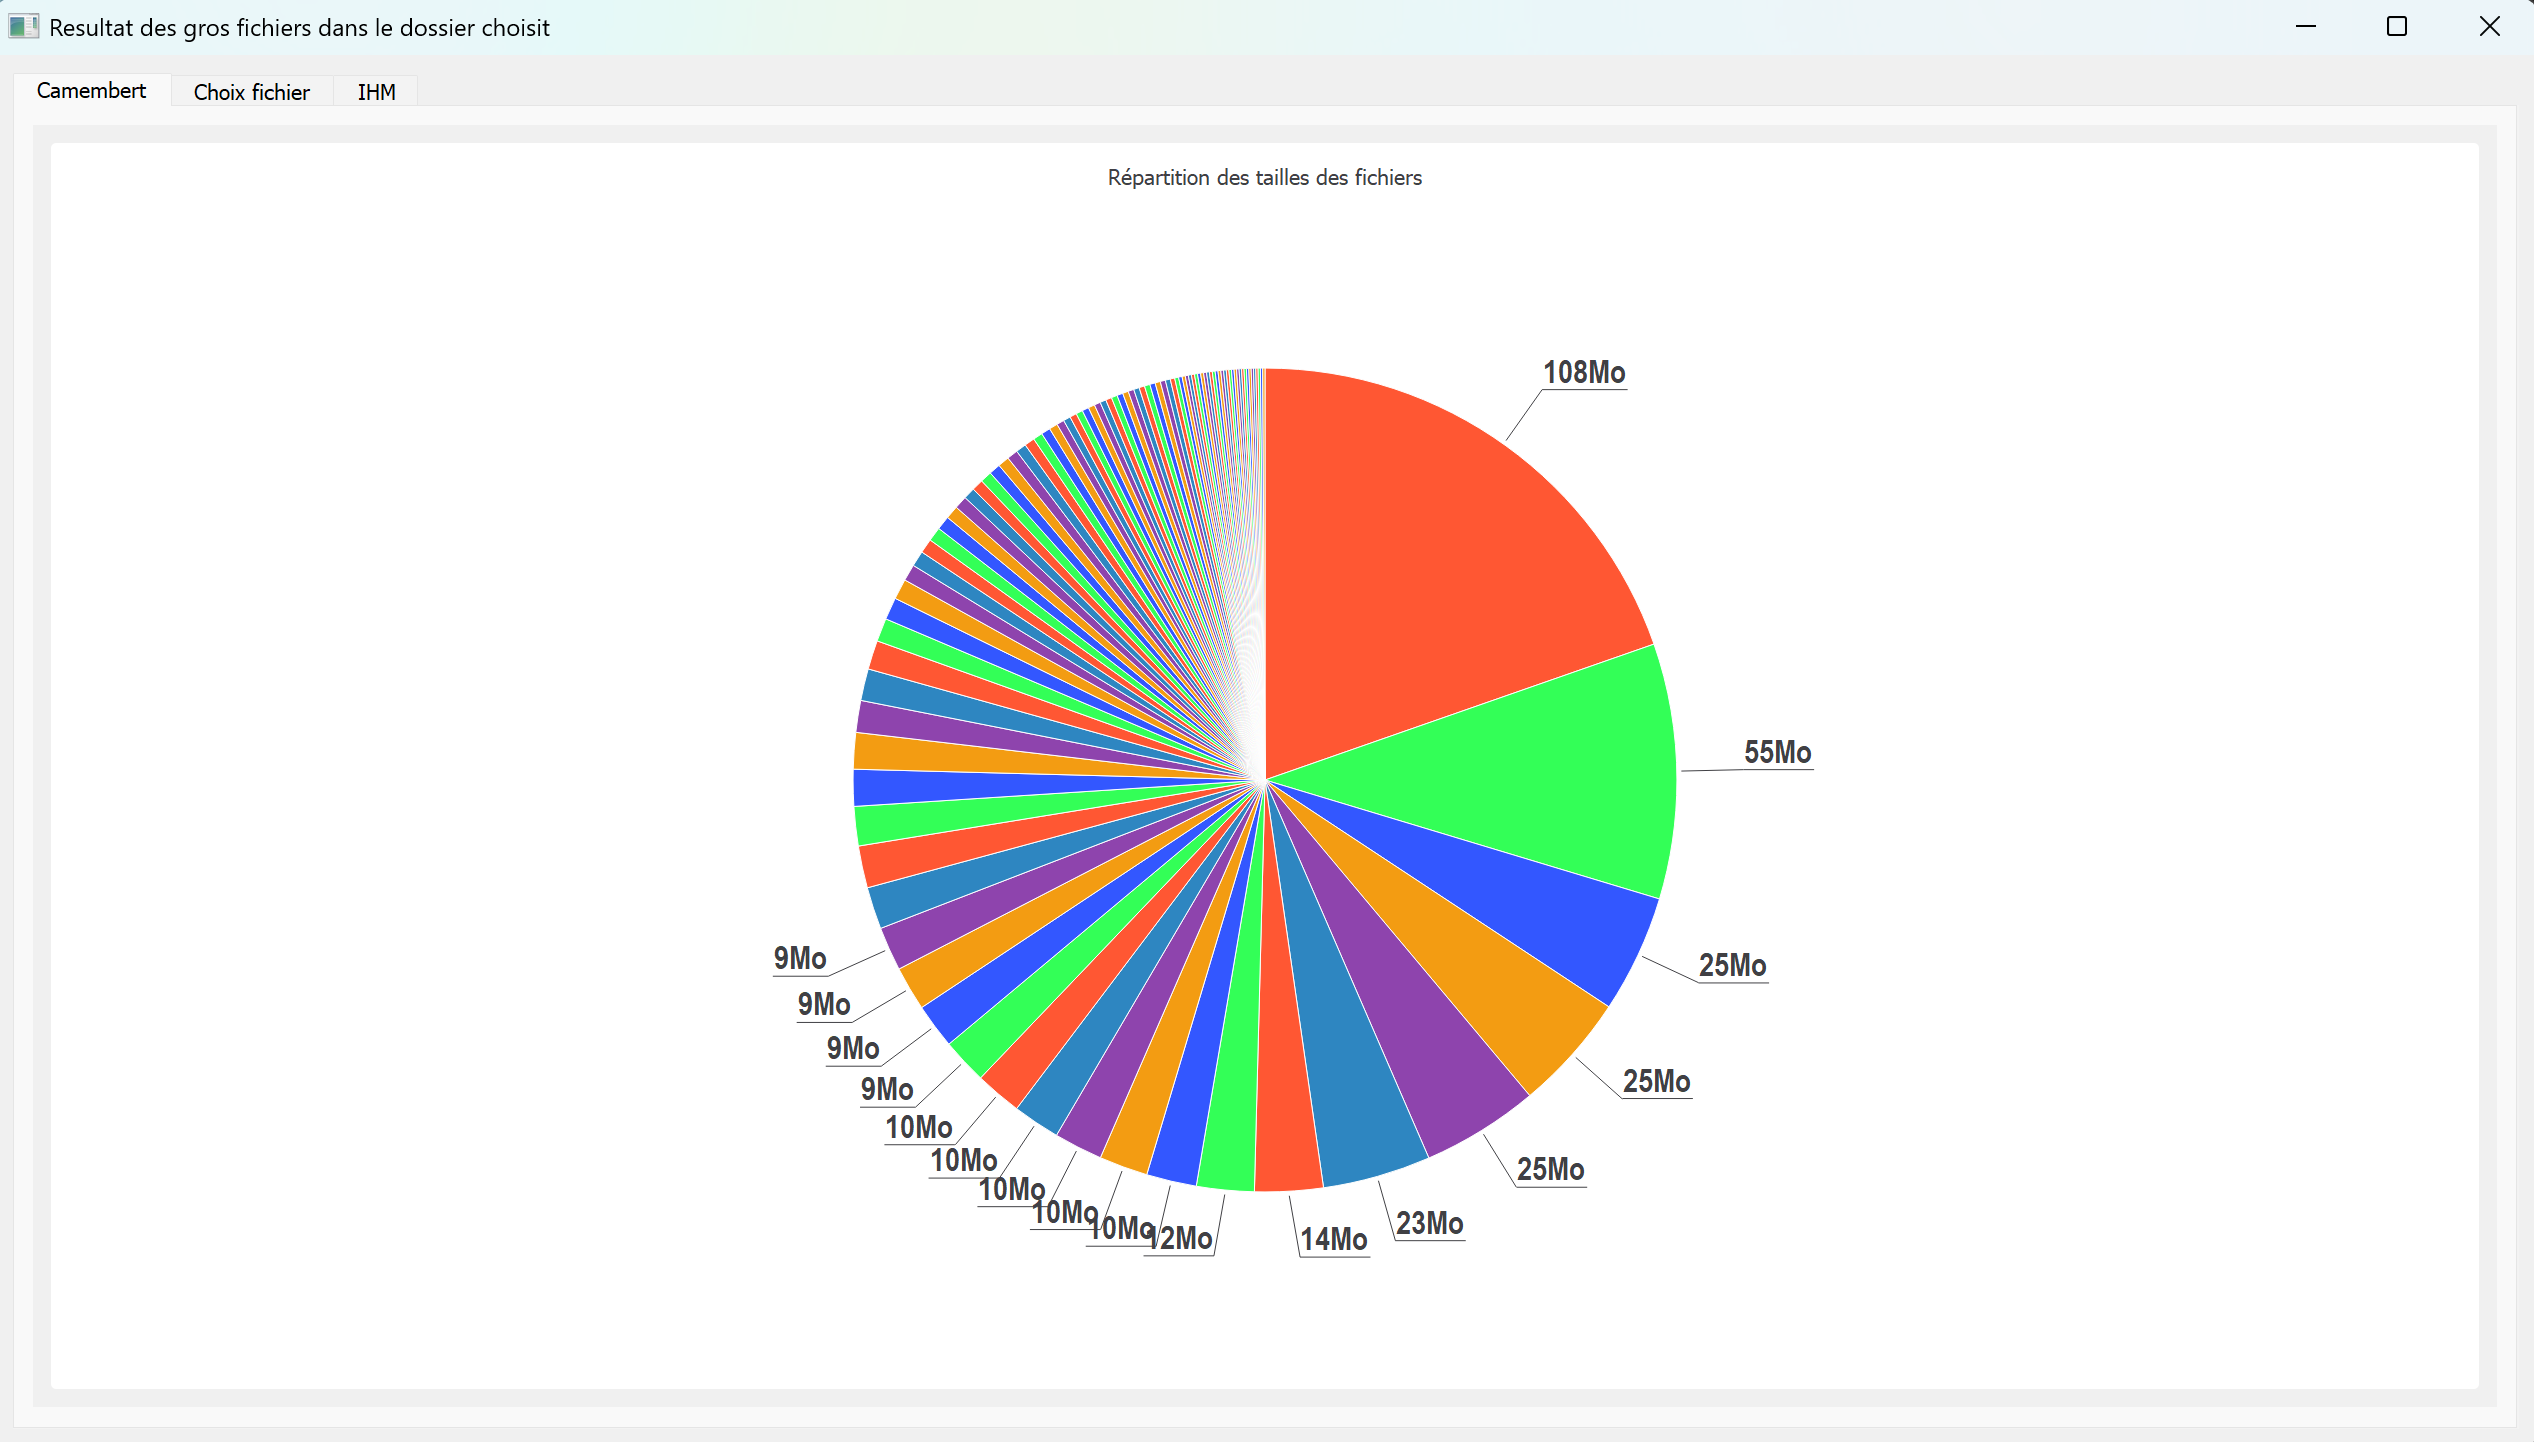 Resultat des gros fichiers dans le dossier choisit
Camembert
Choix fichier
IHM
Répartition des tailles des fichiers
108Mo
55Mo
25Mo
25Mo
25Mo
23Mo
14Mo
12Mo
10Mo
10Mo
10Mo
10Mo
10Mo
9Mo
9Mo
9Mo
9Mo